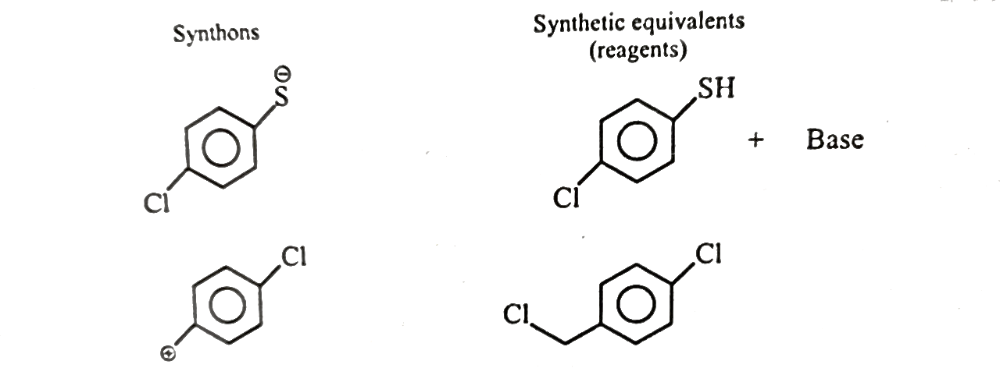 Synthons
Synthetic equivalents
(reagents)
⊖
S
Cl
SH
+ Base
Cl
Cl
⊕
Cl
Cl